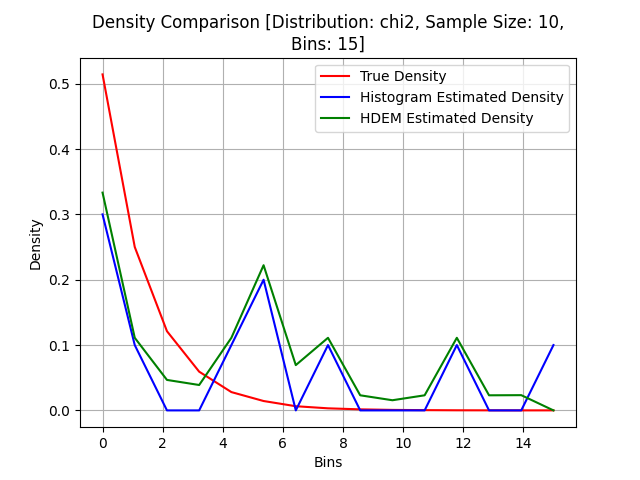 Density Comparison [Distribution: chi2, Sample Size: 10,
Bins: 15]
True Density
Histogram Estimated Density
HDEM Estimated Density
Density
0.5
0.4
0.3
0.2
0.1
0.0
0 2 4 6 8 10 12 14
Bins